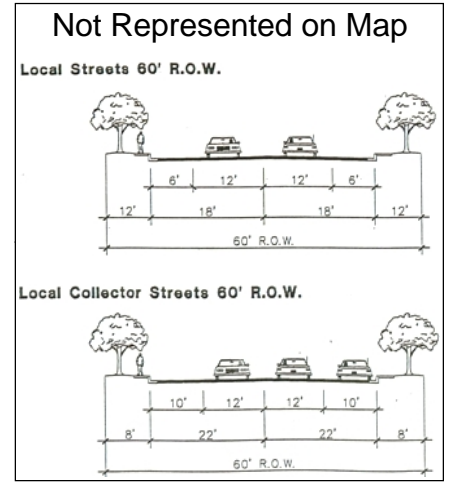 Not Represented on Map
Local Streets 60' R.O.W.
6' 12' 12' 6'
12' 18' 18' 12'
60' R.O.W.
Local Collector Streets 60' R.O.W.
10' 12' 12' 10'
8' 22' 22' 8'
60' R.O.W.